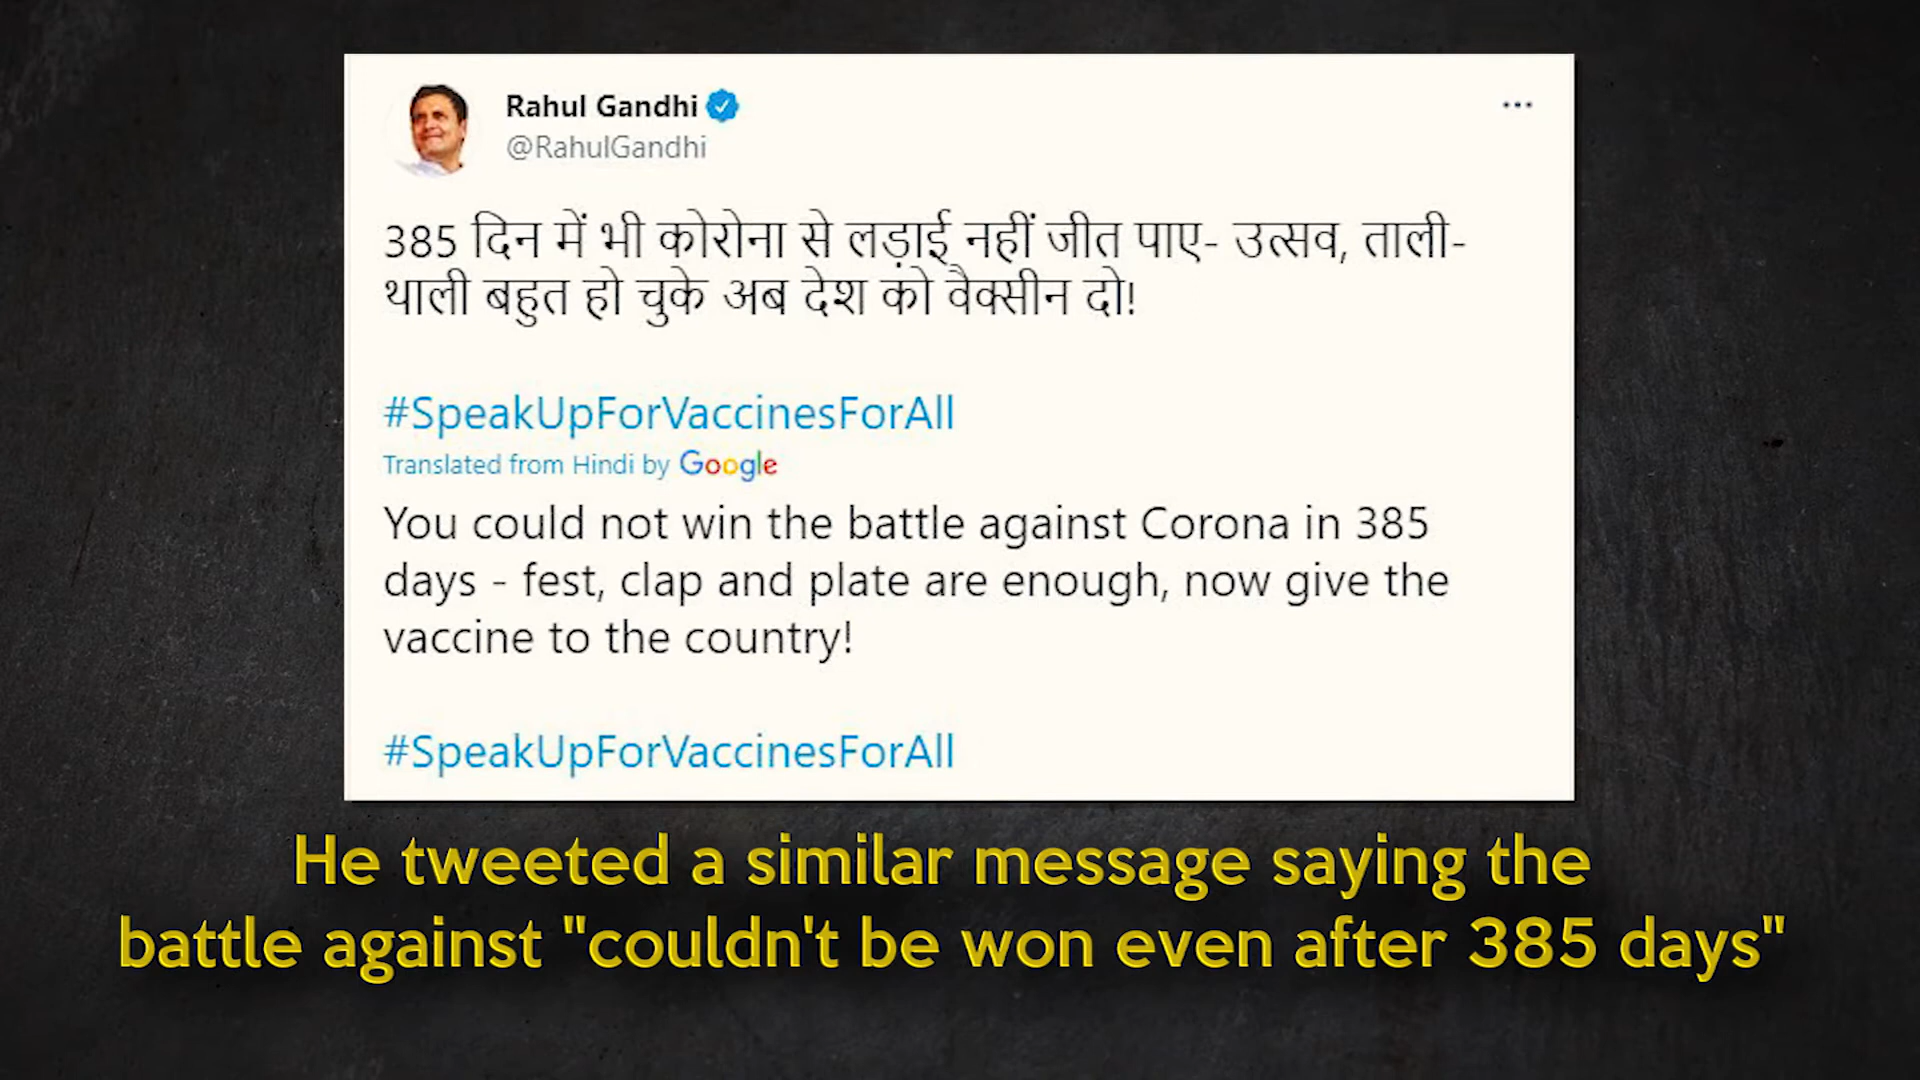 Rahul Gandhi
@RahulGandhi
385 दिन में भी कोरोना से लड़ाई नहीं जीत पाए- उत्सव, ताली-
थाली बहुत हो चुके अब देश को वैक्सीन दो!
#SpeakUpForVaccinesForAll
Translated from Hindi by Google
You could not win the battle against Corona in 385
days - fest, clap and plate are enough, now give the
vaccine to the country!
#SpeakUpForVaccinesForAll
He tweeted a similar message saying the
battle against "couldn't be won even after 385 days"